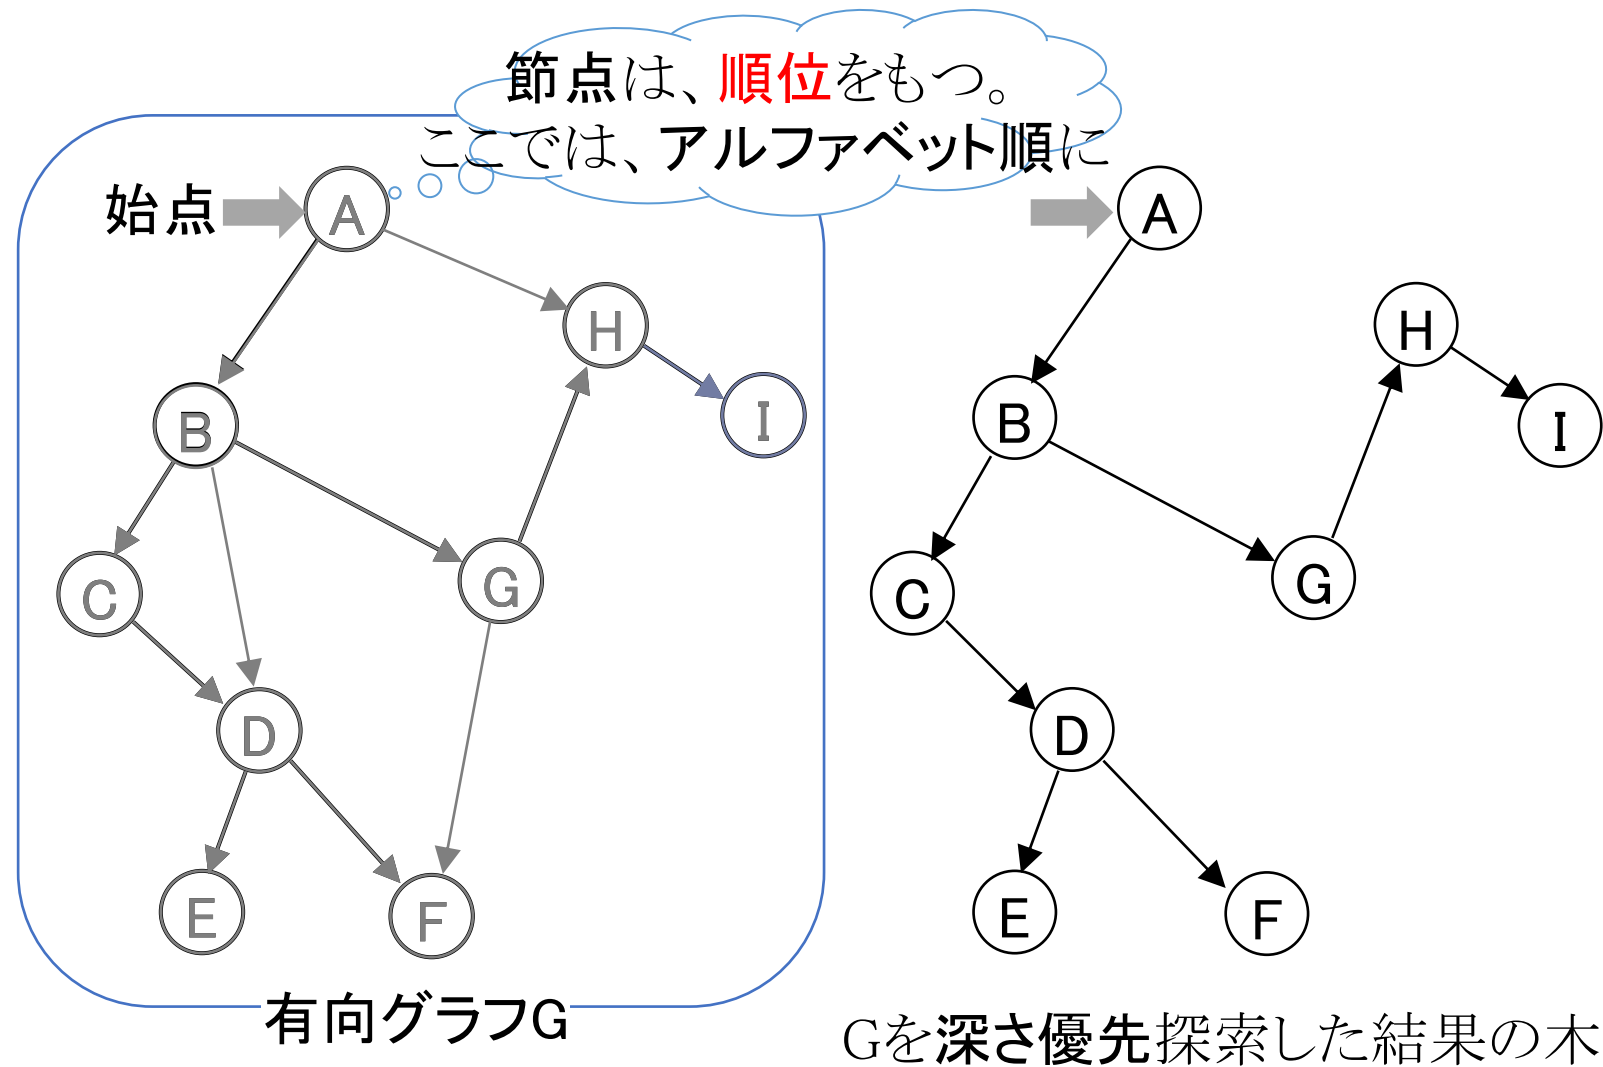 節点は、順位をもつ。
ここでは、アルファベット順に
始点
A
H
I
B
G
C
D
E
F
有向グラフG
A
H
I
B
G
C
D
E
F
Gを深さ優先探索した結果の木